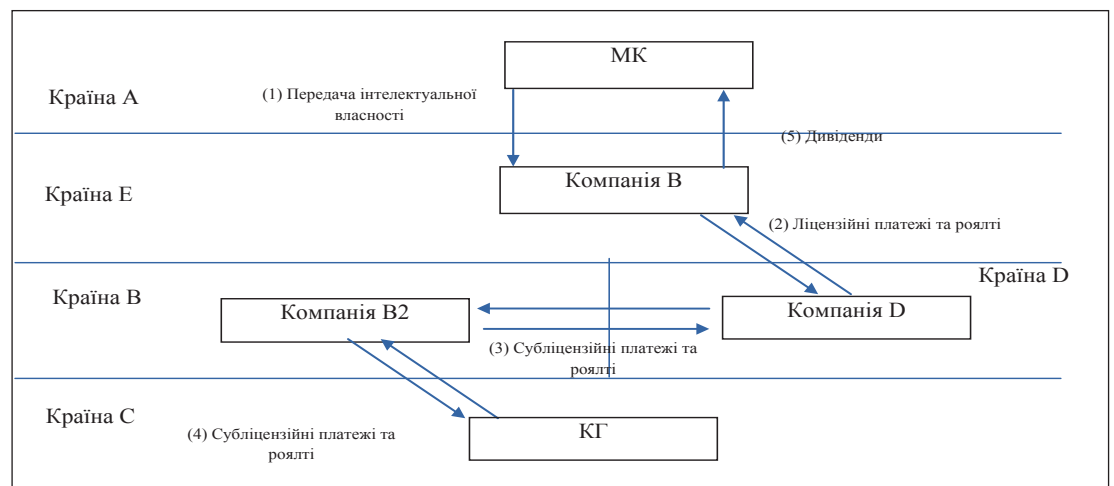 МК
Країна А
(1) Передача інтелектуальної
власності
(5) Дивіденди
Країна Е
Компанія В
(2) Ліцензійні платежі та роялті
Країна В
Країна D
Компанія В2
Компанія D
(3) Субліцензійні платежі та
роялті
Країна С
КГ
(4) Субліцензійні платежі та
роялті